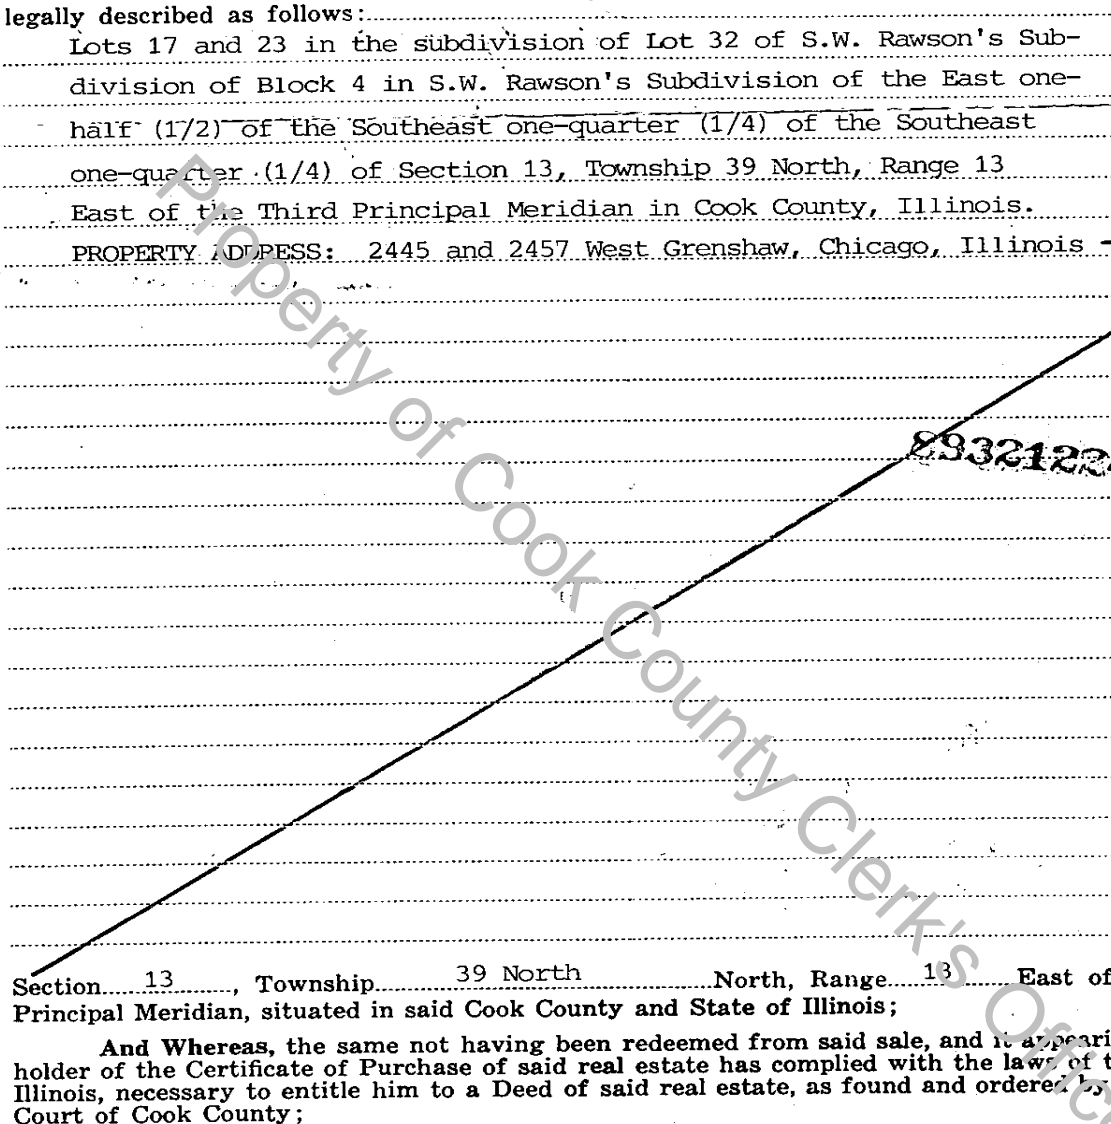 legally described as follows:
Lots 17 and 23 in the subdivision of Lot 32 of S.W. Rawson's Sub-
division of Block 4 in S.W. Rawson's Subdivision of the East one-
half (1/2) of the Southeast one-quarter (1/4) of the Southeast
one-quarter (1/4) of Section 13, Township 39 North, Range 13
East of the Third Principal Meridian in Cook County, Illinois.
PROPERTY ADDRESS: 2445 and 2457 West Grenshaw, Chicago, Illinois -
8932122
Section 13, Township 39 North North, Range 13 East of
Principal Meridian, situated in said Cook County and State of Illinois;
And Whereas, the same not having been redeemed from said sale, and it appeari
holder of the Certificate of Purchase of said real estate has complied with the laws of t
Illinois, necessary to entitle him to a Deed of said real estate, as found and ordered by
Court of Cook County;
Property of Cook County Clerk's Office